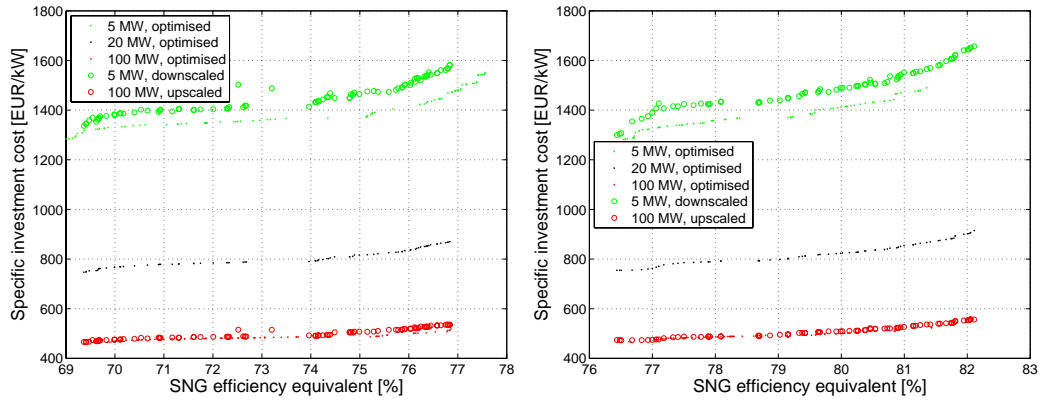 1800
1600
1400
1200
1000
800
600
400
Specific investment cost [EUR/kW]
5 MW, optimised
20 MW, optimised
100 MW, optimised
5 MW, downscaled
100 MW, upscaled
69 70 71 72 73 74 75 76 77 78
SNG efficiency equivalent [%]
1800
1600
1400
1200
1000
800
600
400
Specific investment cost [EUR/kW]
5 MW, optimised
20 MW, optimised
100 MW, optimised
5 MW, downscaled
100 MW, upscaled
76 77 78 79 80 81 82 83
SNG efficiency equivalent [%]